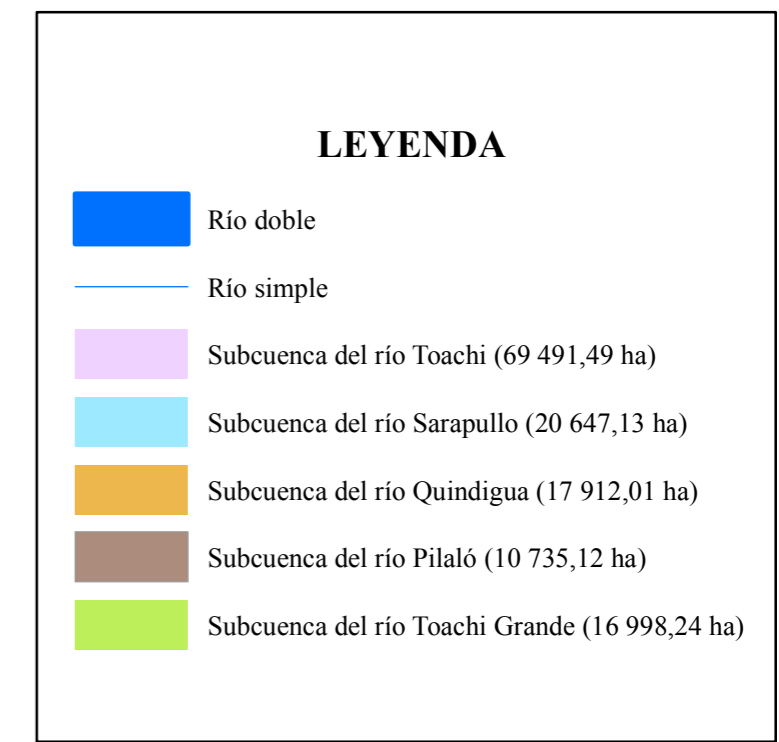 LEYENDA
Río doble
Río simple
Subcuenca del río Toachi (69 491,49 ha)
Subcuenca del río Sarapullo (20 647,13 ha)
Subcuenca del río Quindigua (17 912,01 ha)
Subcuenca del río Pilaló (10 735,12 ha)
Subcuenca del río Toachi Grande (16 998,24 ha)